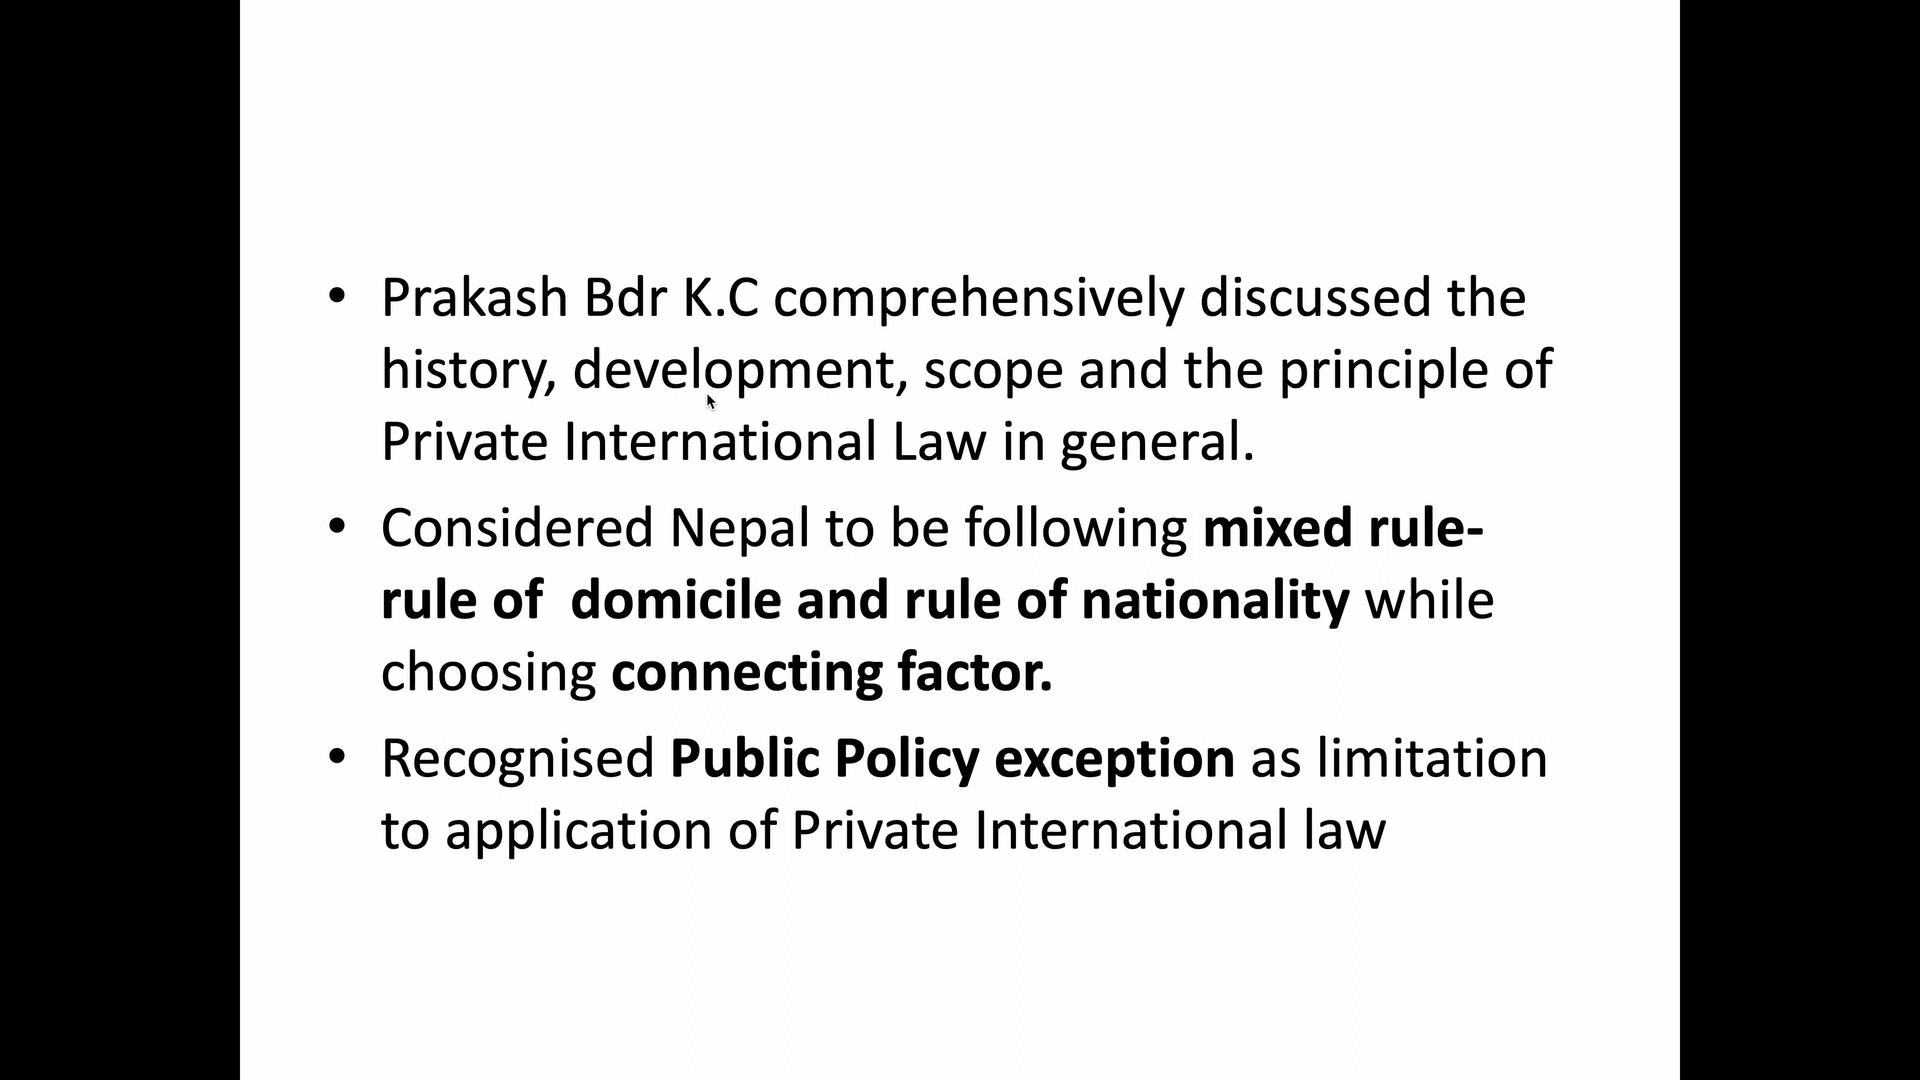 • Prakash Bdr K.C comprehensively discussed the
history, development, scope and the principle of
Private International Law in general.
• Considered Nepal to be following mixed rule-
rule of  domicile and rule of nationality while
choosing connecting factor.
• Recognised Public Policy exception as limitation
to application of Private International law